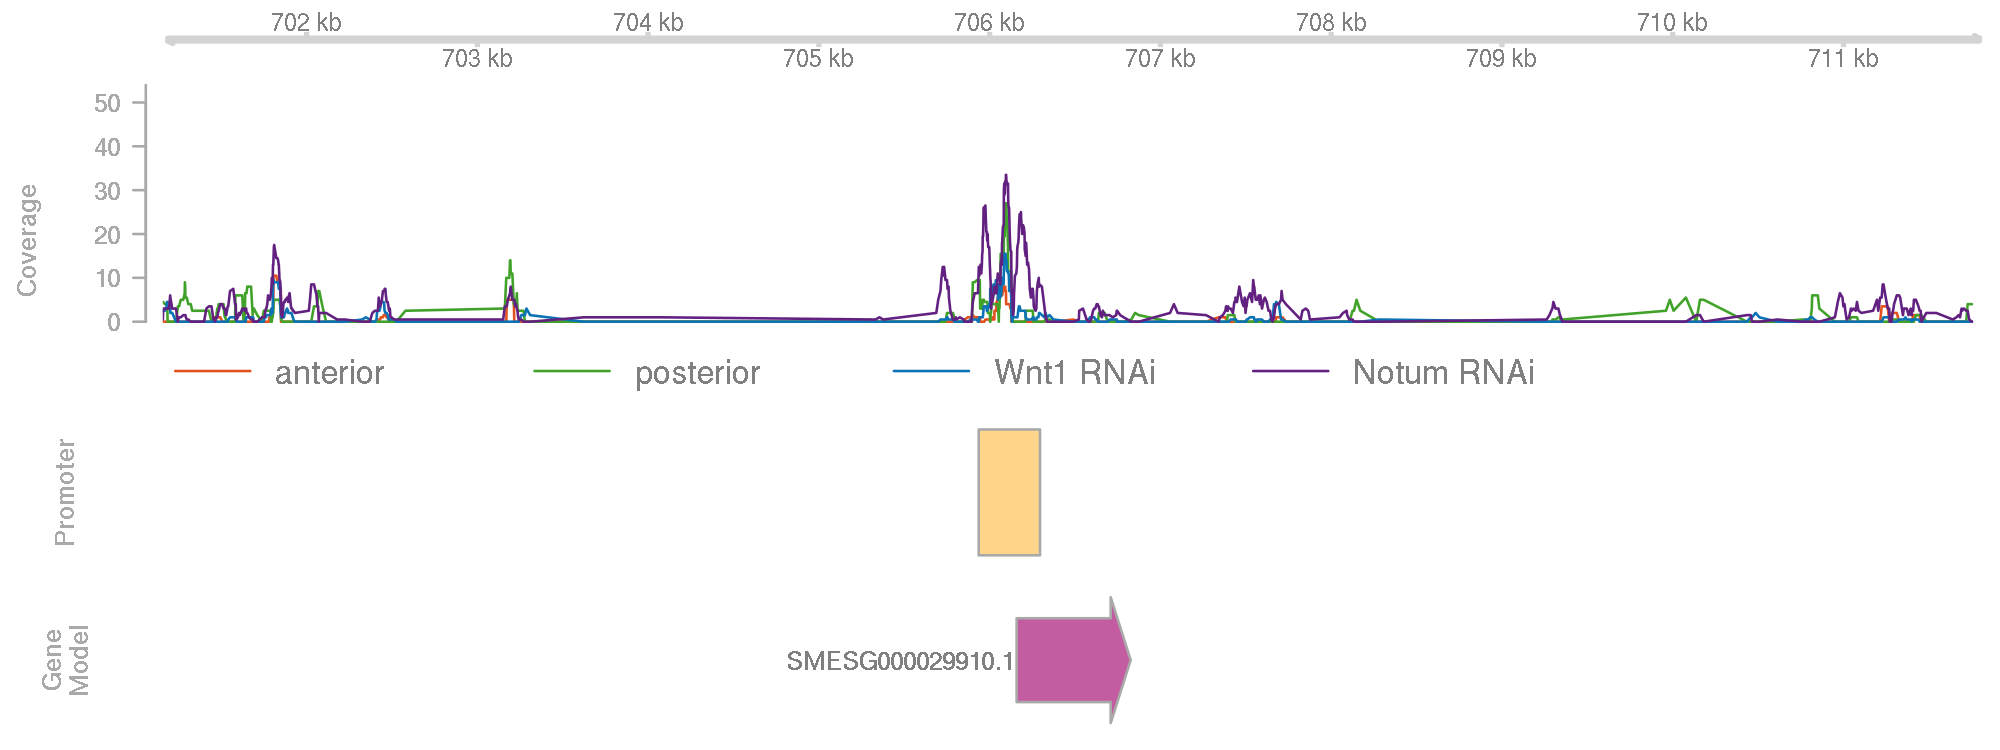 702 kb 704 kb 706 kb 708 kb 710 kb
703 kb 705 kb 707 kb 709 kb 711 kb
Coverage
50
40
30
20
10
0
anterior posterior Wnt1 RNAi Notum RNAi
Promoter
Gene
Model
SMESG000029910.1